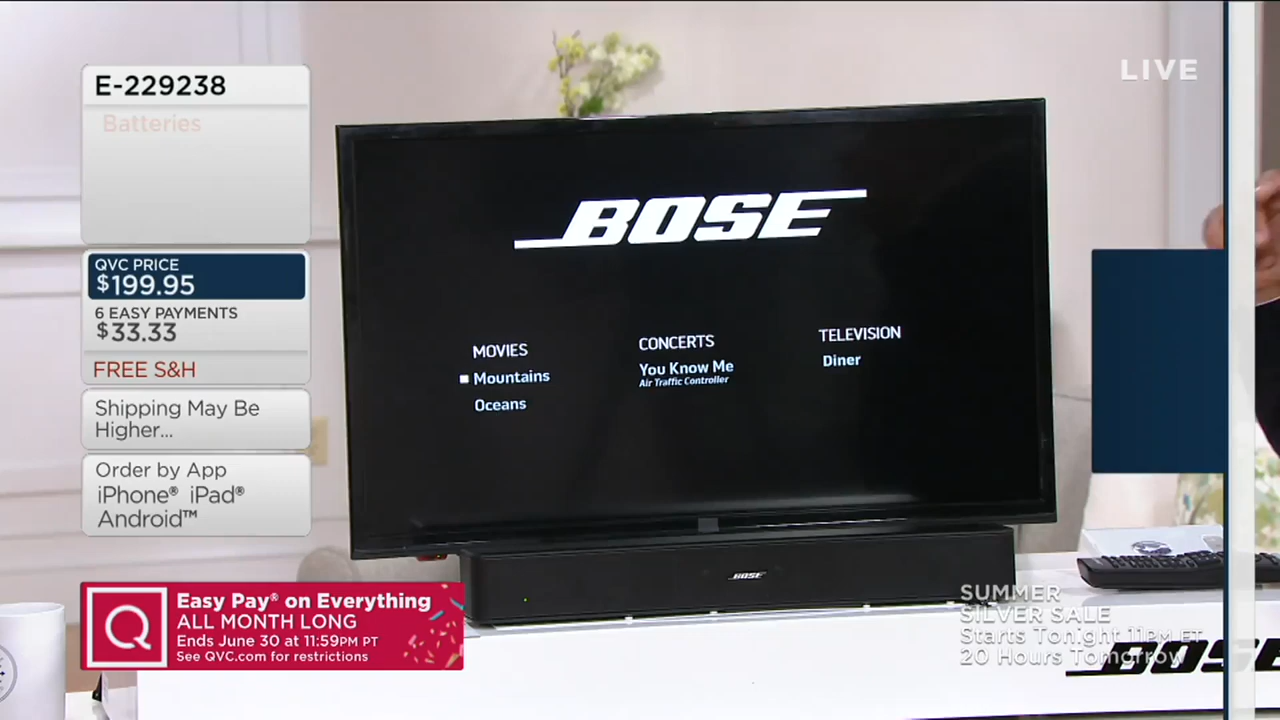 E-229238
Batteries
QVC PRICE
$199.95
6 EASY PAYMENTS
$33.33
FREE S&H
Shipping May Be
Higher...
Order by App
iPhone® iPad®
Android™
LIVE
BOSE
MOVIES
Mountains
Oceans
CONCERTS
You Know Me
Air Traffic Controller
TELEVISION
Diner
BOSE
Q
Easy Pay® on Everything
ALL MONTH LONG
Ends June 30 at 11:59PM PT
See QVC.com for restrictions
SUMMER
SILVER SALE
Starts Tonight 11PM ET
20 Hours Tomorrow
BOSE